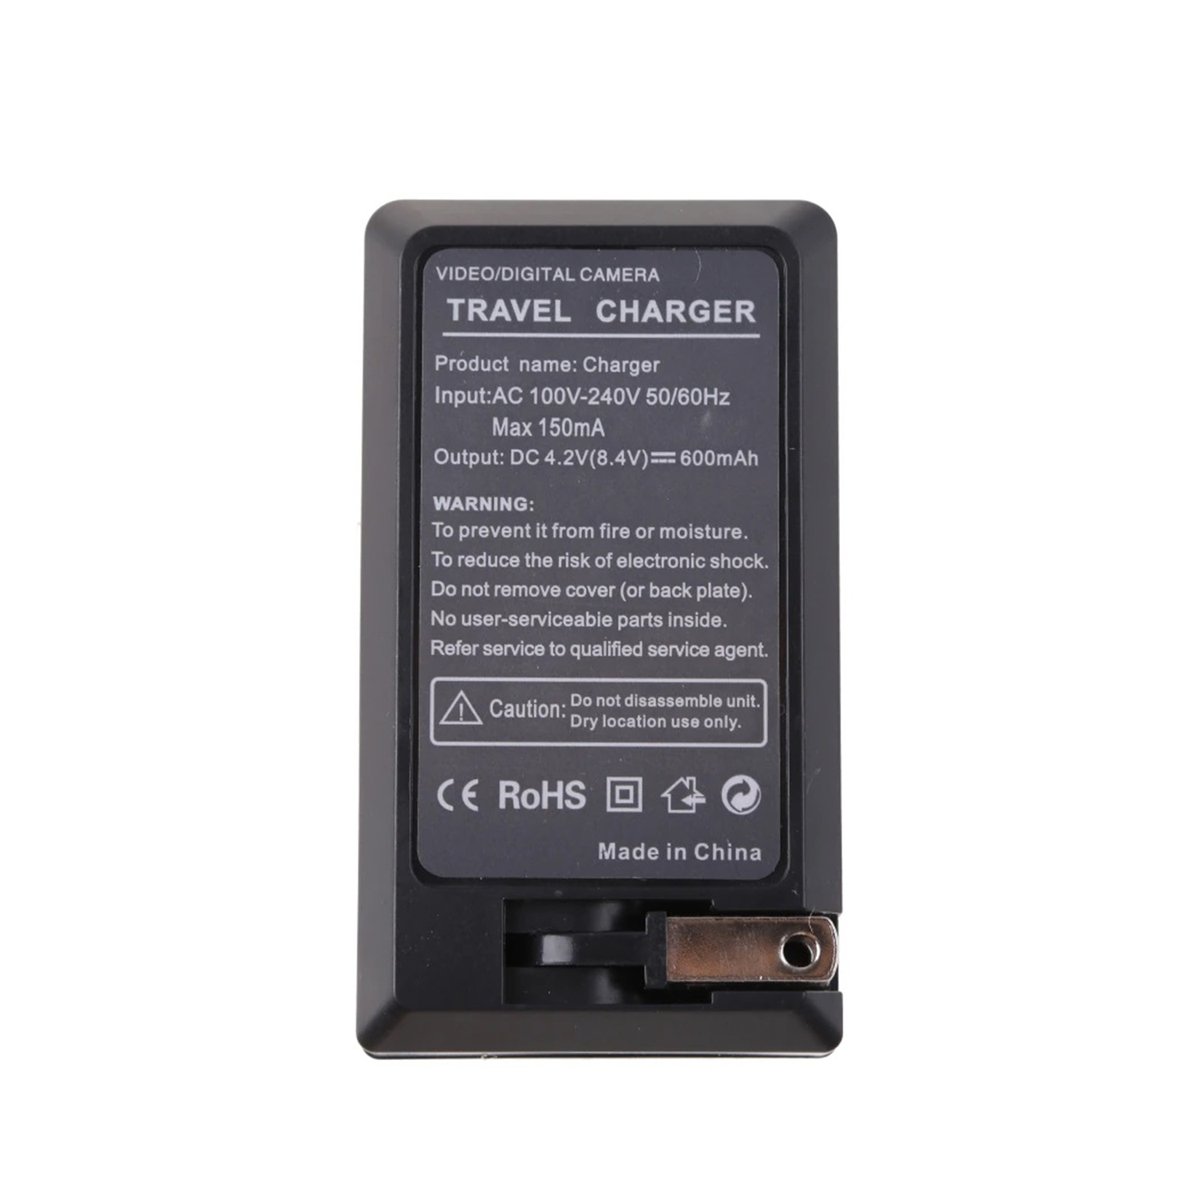 VIDEO/DIGITAL CAMERA
TRAVEL CHARGER
Product name: Charger
Input:AC 100V-240V 50/60Hz
Max 150mA
Output: DC 4.2V(8.4V)⎓600mAh
WARNING:
To prevent it from fire or moisture.
To reduce the risk of electronic shock.
Do not remove cover (or back plate).
No user-serviceable parts inside.
Refer service to qualified service agent.
Caution: Do not disassemble unit.
Dry location use only.
CE RoHS
Made in China